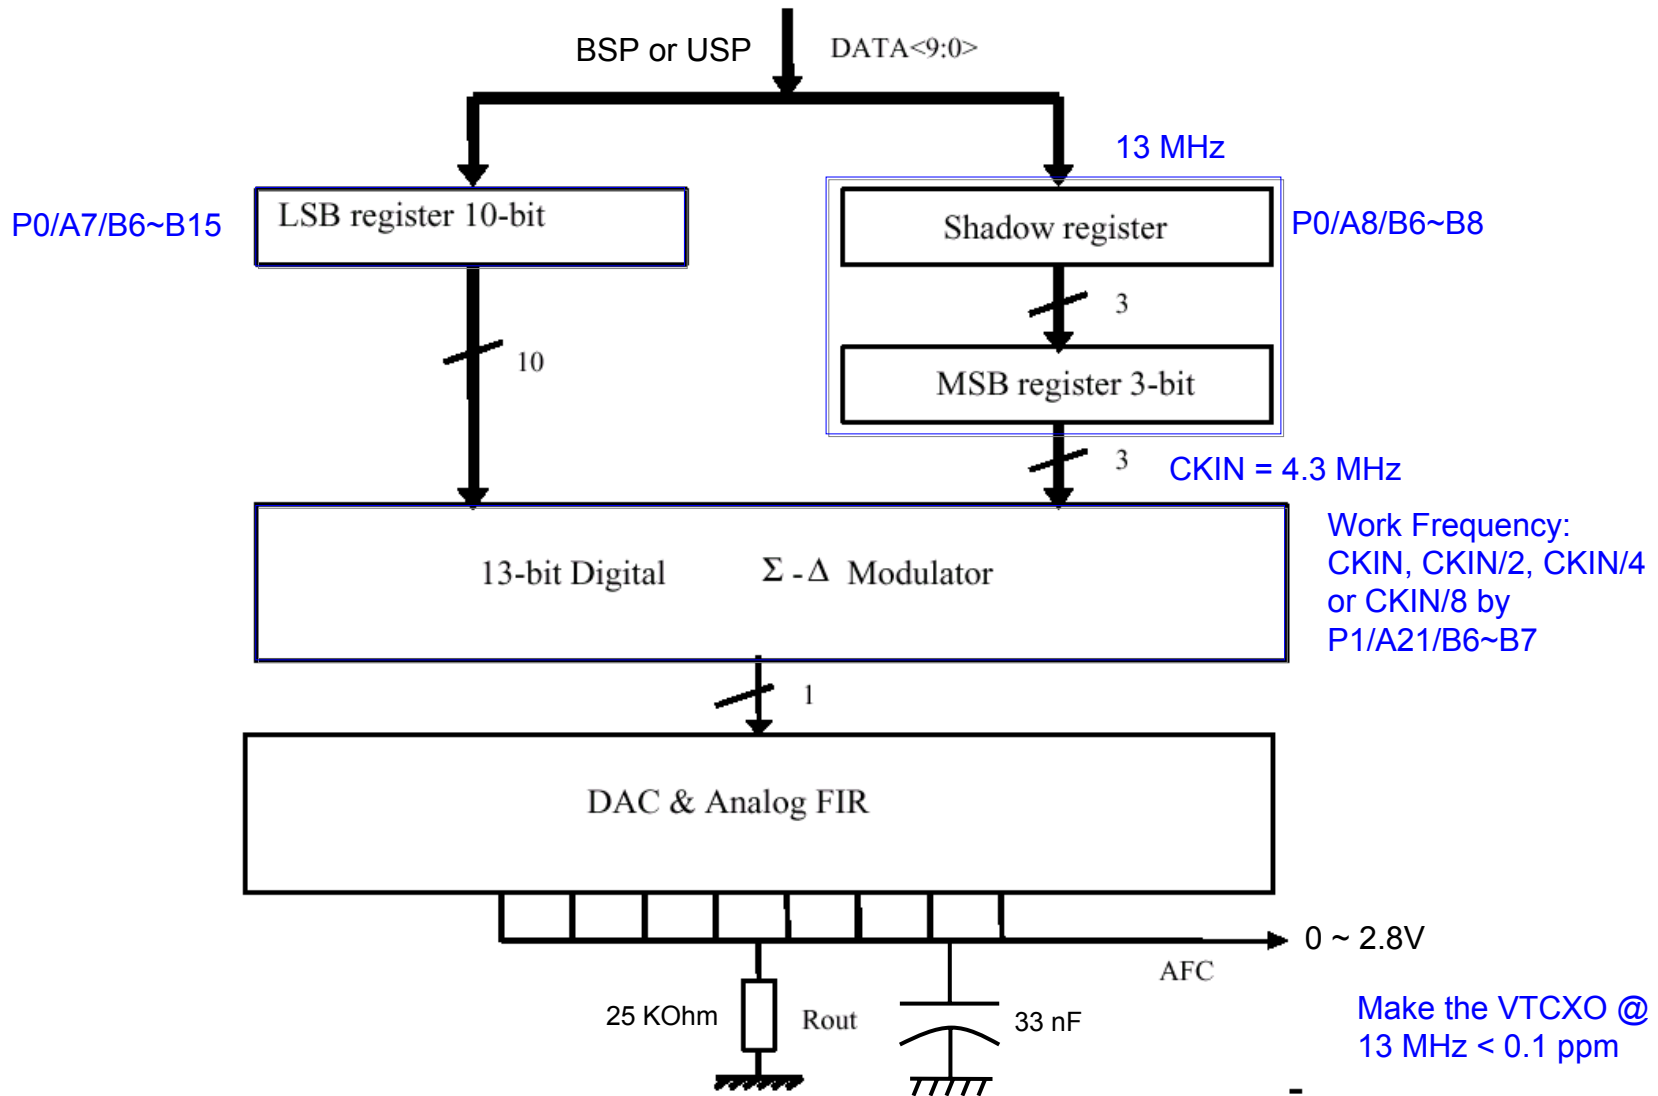 BSP or USP
DATA<9:0>
13 MHz
P0/A7/B6~B15
LSB register 10-bit
Shadow register
P0/A8/B6~B8
3
10
MSB register 3-bit
3
CKIN = 4.3 MHz
13-bit Digital Σ - Δ Modulator
Work Frequency:
CKIN, CKIN/2, CKIN/4
or CKIN/8 by
P1/A21/B6~B7
1
DAC & Analog FIR
0 ~ 2.8V
AFC
25 KOhm
Rout
33 nF
Make the VTCXO @
13 MHz < 0.1 ppm
-